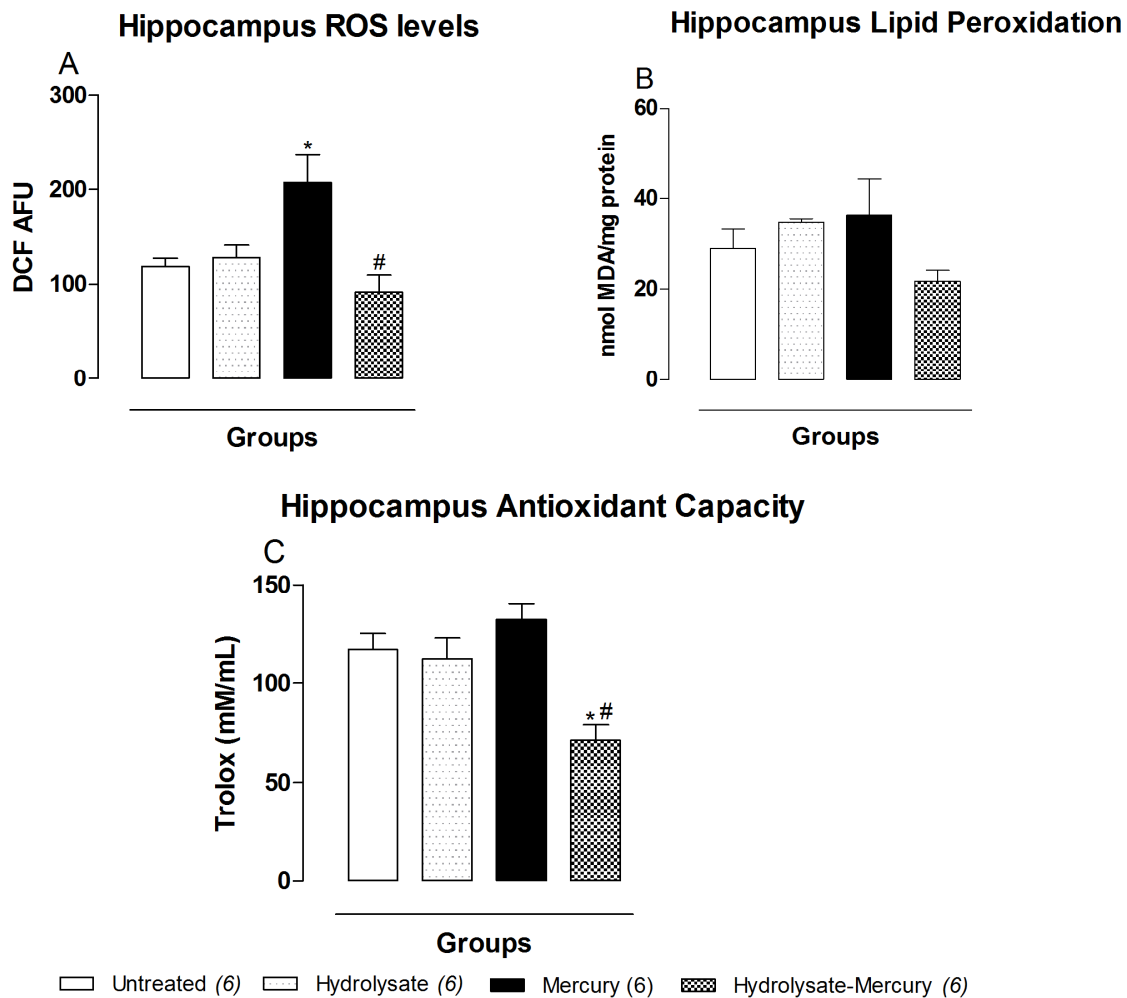 Hippocampus ROS levels
A
300
200
100
0
DCF AFU
*
#
Groups
Hippocampus Lipid Peroxidation
B
60
40
20
0
nmol MDA/mg protein
Groups
Hippocampus Antioxidant Capacity
C
150
100
50
0
Trolox (mM/mL)
*#
Groups
Untreated (6) Hydrolysate (6) Mercury (6) Hydrolysate-Mercury (6)